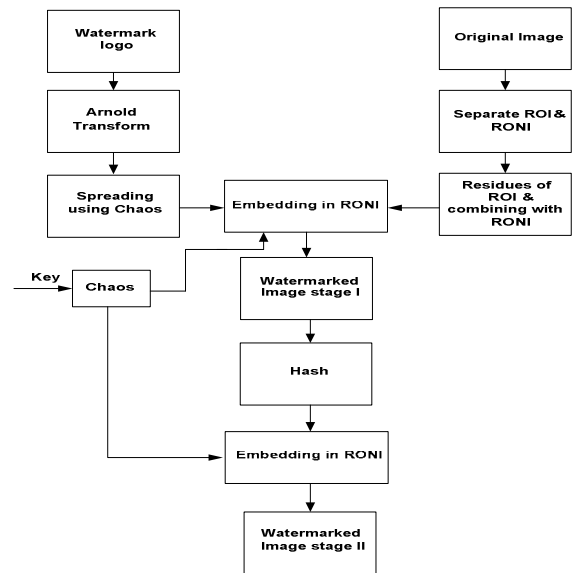 Watermark
logo
Arnold
Transform
Spreading
using Chaos
Original Image
Separate ROI&
RONI
Residues of
ROI &
combining with
RONI
Embedding in RONI
Key
Chaos
Watermarked
Image stage I
Hash
Embedding in RONI
Watermarked
Image stage II